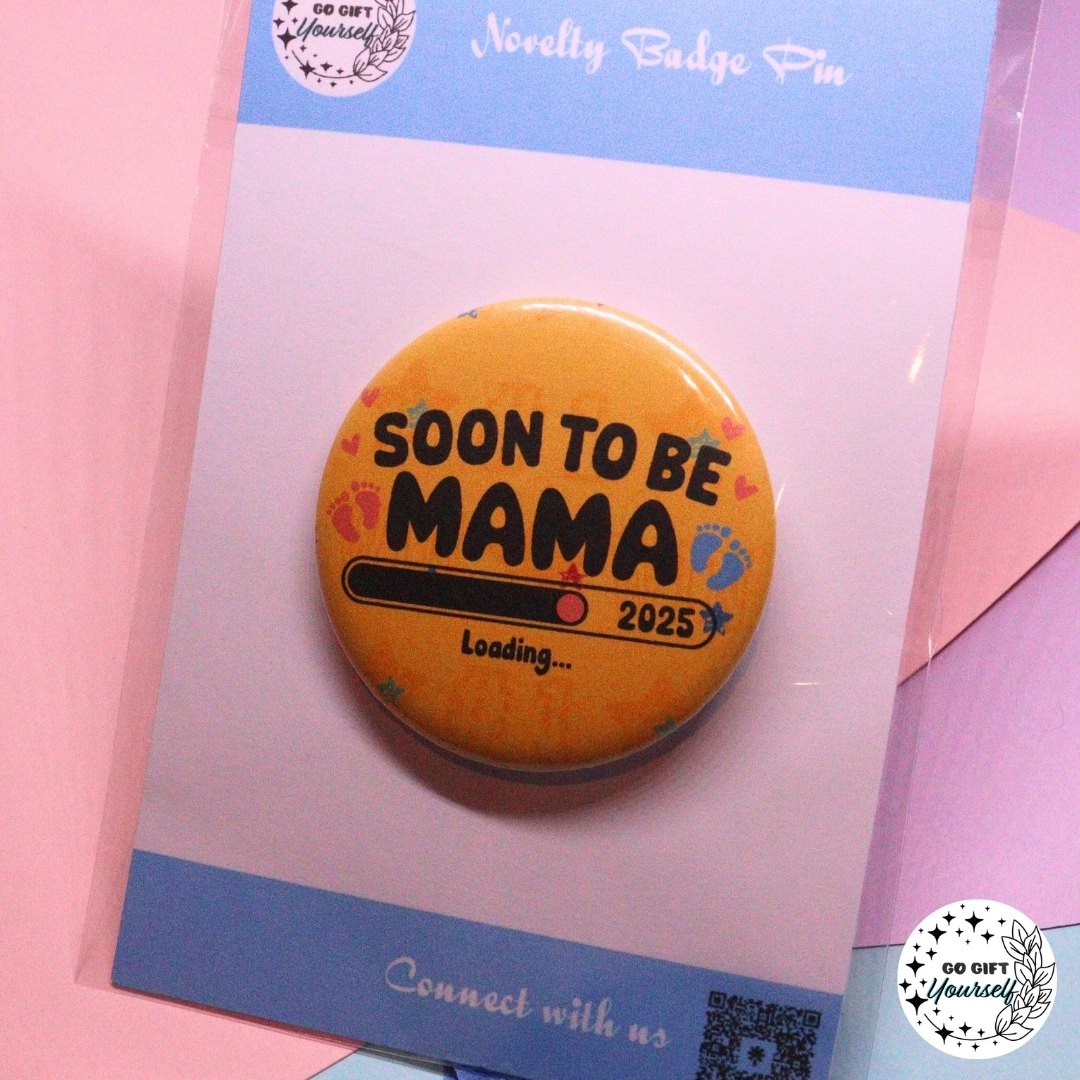 GO GIFT
Yourself
Novelty Badge Pin
SOON TO BE
MAMA
2025
Loading...
Connect with us
GO GIFT
Yourself